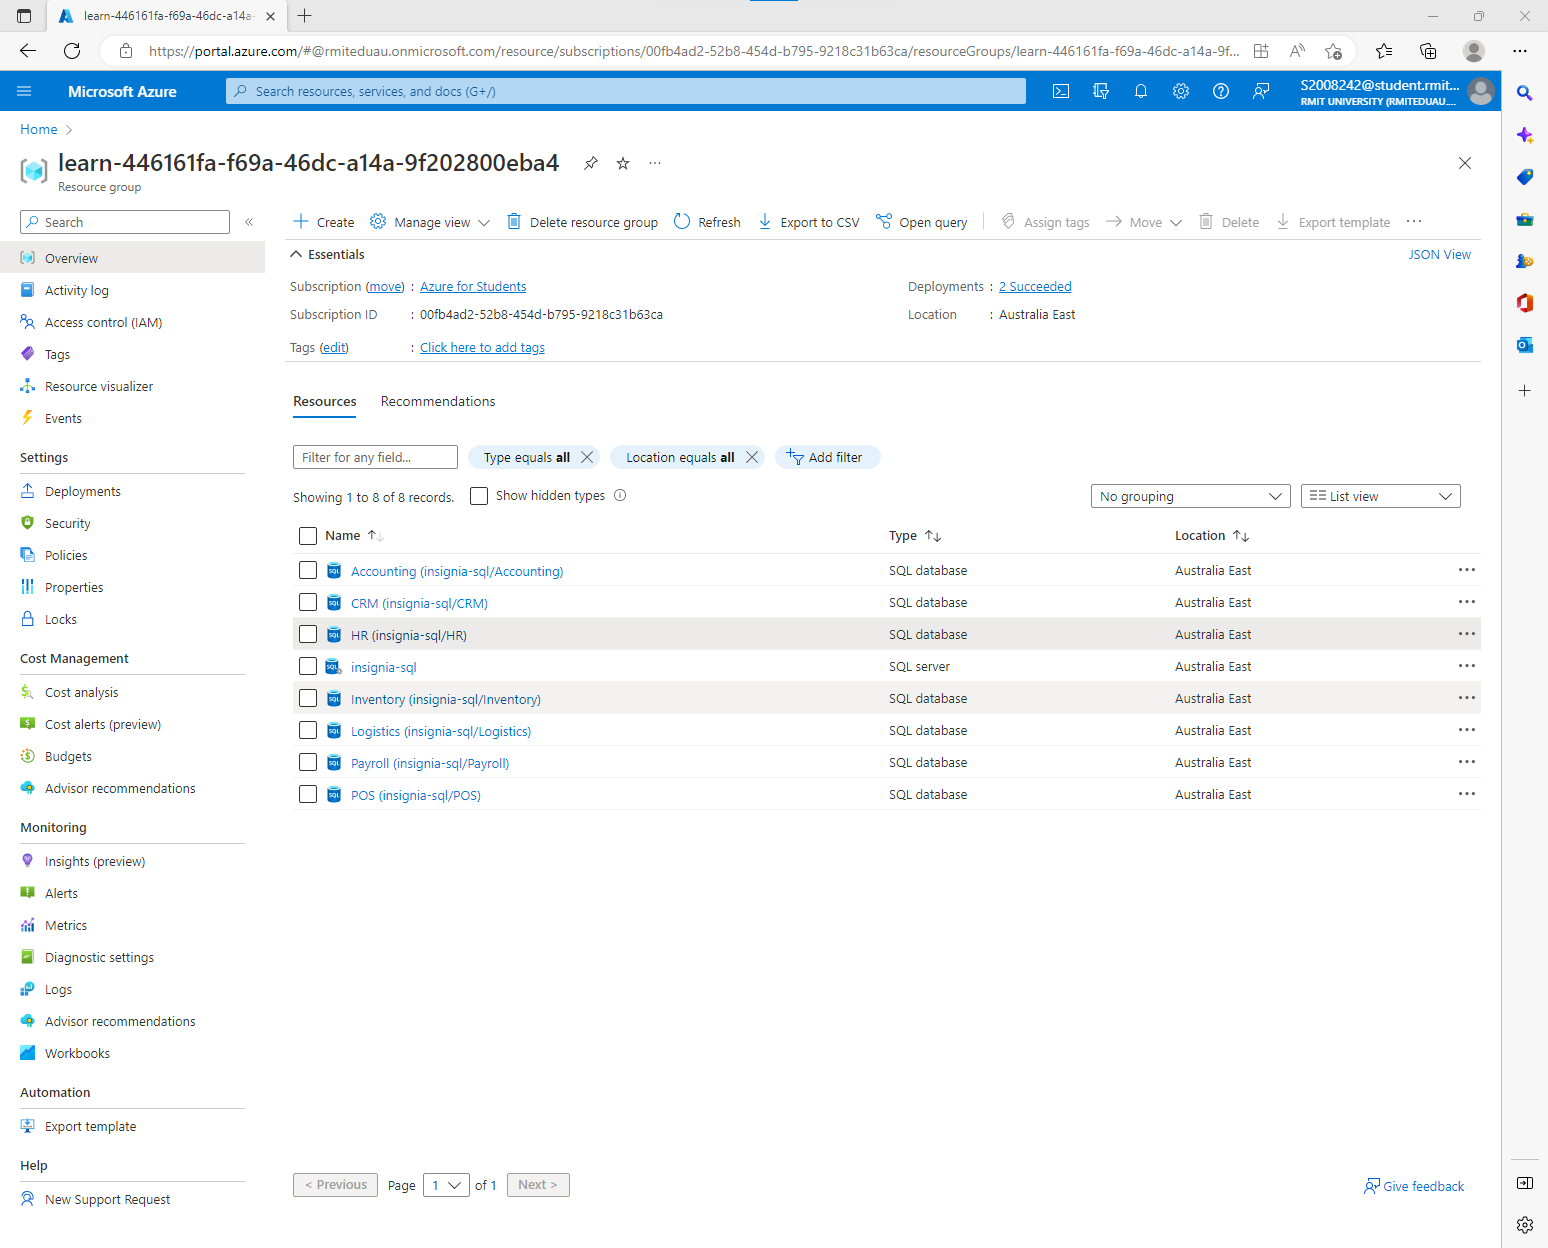 learn-446161fa-f69a-46dc-a14a-
https://portal.azure.com/#@rmiteduau.onmicrosoft.com/resource/subscriptions/00fb4ad2-52b8-454d-b795-9218c31b63ca/resourceGroups/learn-446161fa-f69a-46dc-a14a-9f...
Microsoft Azure
Search resources, services, and docs (G+/)
S2008242@student.rmit...
RMIT UNIVERSITY (RMITEDUAU....
Home
learn-446161fa-f69a-46dc-a14a-9f202800eba4
Resource group
Search
Create
Manage view
Delete resource group
Refresh
Export to CSV
Open query
Assign tags
Move
Delete
Export template
Overview
Activity log
Access control (IAM)
Tags
Resource visualizer
Events
Settings
Deployments
Security
Policies
Properties
Locks
Cost Management
Cost analysis
Cost alerts (preview)
Budgets
Advisor recommendations
Monitoring
Insights (preview)
Alerts
Metrics
Diagnostic settings
Logs
Advisor recommendations
Workbooks
Automation
Export template
Help
New Support Request
Essentials
JSON View
Subscription (move) : Azure for Students
Deployments : 2 Succeeded
Subscription ID : 00fb4ad2-52b8-454d-b795-9218c31b63ca
Location : Australia East
Tags (edit) : Click here to add tags
Resources
Recommendations
Filter for any field...
Type equals all
Location equals all
Add filter
Showing 1 to 8 of 8 records.
Show hidden types
No grouping
List view
Name Type Location
Accounting (insignia-sql/Accounting) SQL database Australia East
CRM (insignia-sql/CRM) SQL database Australia East
HR (insignia-sql/HR) SQL database Australia East
insignia-sql SQL server Australia East
Inventory (insignia-sql/Inventory) SQL database Australia East
Logistics (insignia-sql/Logistics) SQL database Australia East
Payroll (insignia-sql/Payroll) SQL database Australia East
POS (insignia-sql/POS) SQL database Australia East
< Previous
Page 1 of 1
Next >
Give feedback